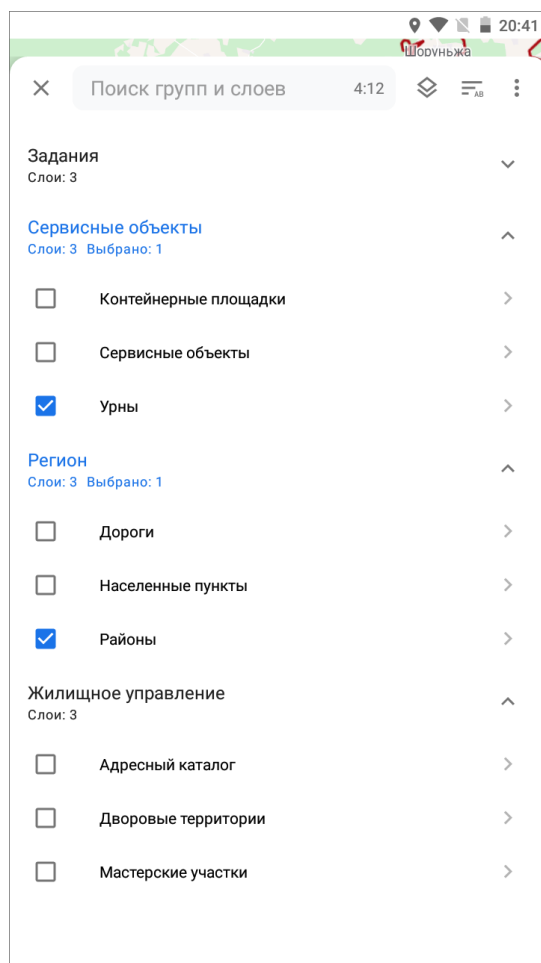 20:41
Шоруньжа
Поиск групп и слоев 4:12 AB
Задания
Слои: 3
Сервисные объекты
Слои: 3 Выбрано: 1
Контейнерные площадки
Сервисные объекты
Урны
Регион
Слои: 3 Выбрано: 1
Дороги
Населенные пункты
Районы
Жилищное управление
Слои: 3
Адресный каталог
Дворовые территории
Мастерские участки